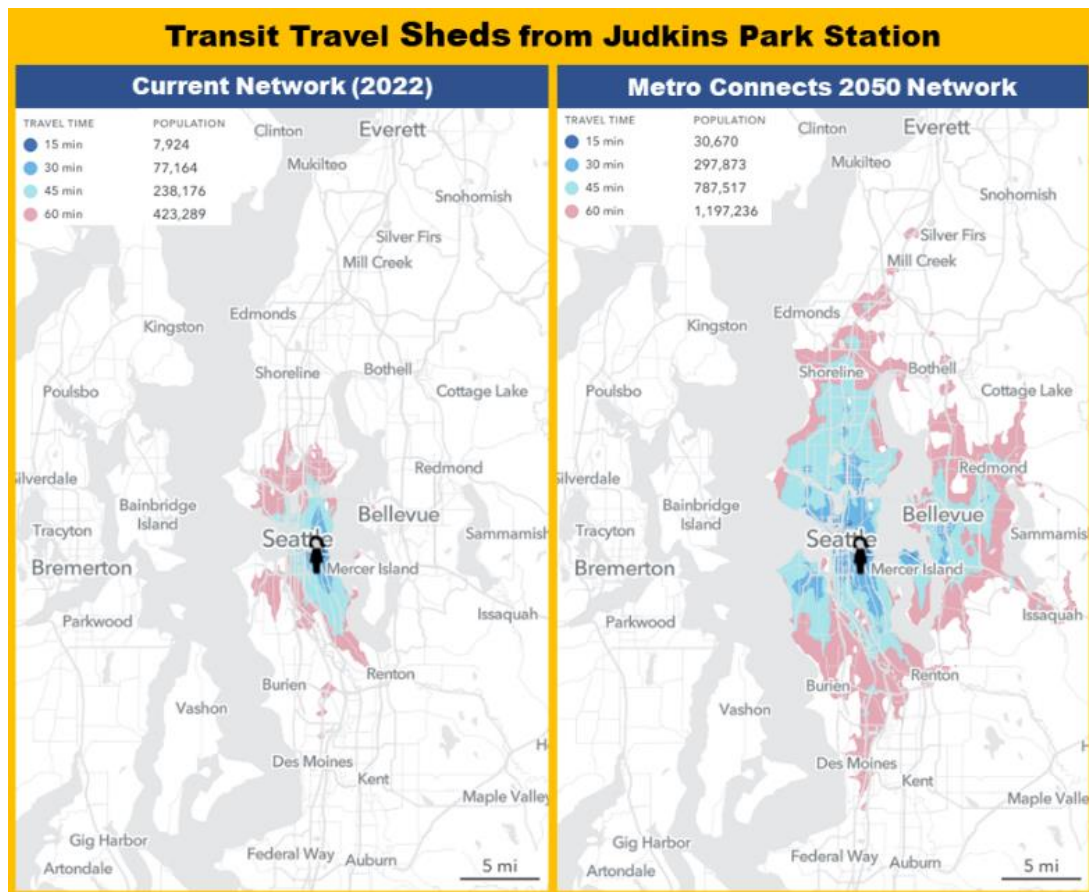 Transit Travel Sheds from Judkins Park Station
Current Network (2022)
TRAVEL TIME POPULATION
15 min 7,924
30 min 77,164
45 min 238,176
60 min 423,289
Clinton
Everett
Mukilteo
Snohomish
Silver Firs
Mill Creek
Edmonds
Kingston
Shoreline
Bothell
Poulsbo
Cottage Lake
Redmond
ilverdale
Bainbridge
Island
Bellevue
Tracyton
Seattle
Sammamish
Bremerton
Mercer Island
Issaquah
Parkwood
Renton
Burien
Vashon
H
Des Moines
Kent
Maple Valley
Gig Harbor
Federal Way
Auburn
Artondale
5 mi
Metro Connects 2050 Network
TRAVEL TIME POPULATION
15 min 30,670
30 min 297,873
45 min 787,517
60 min 1,197,236
Clinton
Everett
Mukilteo
Snohomish
Silver Firs
Mill Creek
Edmonds
Kingston
Shoreline
Bothell
Poulsbo
Cottage Lake
Redmond
ilverdale
Bainbridge
Island
Bellevue
Tracyton
Seattle
Sammamis
Bremerton
Mercer Island
Issaquah
Parkwood
Renton
Burien
Vashon
H
Des Moines
Kent
Maple Valle
Gig Harbor
Federal Way
Auburn
Artondale
5 mi